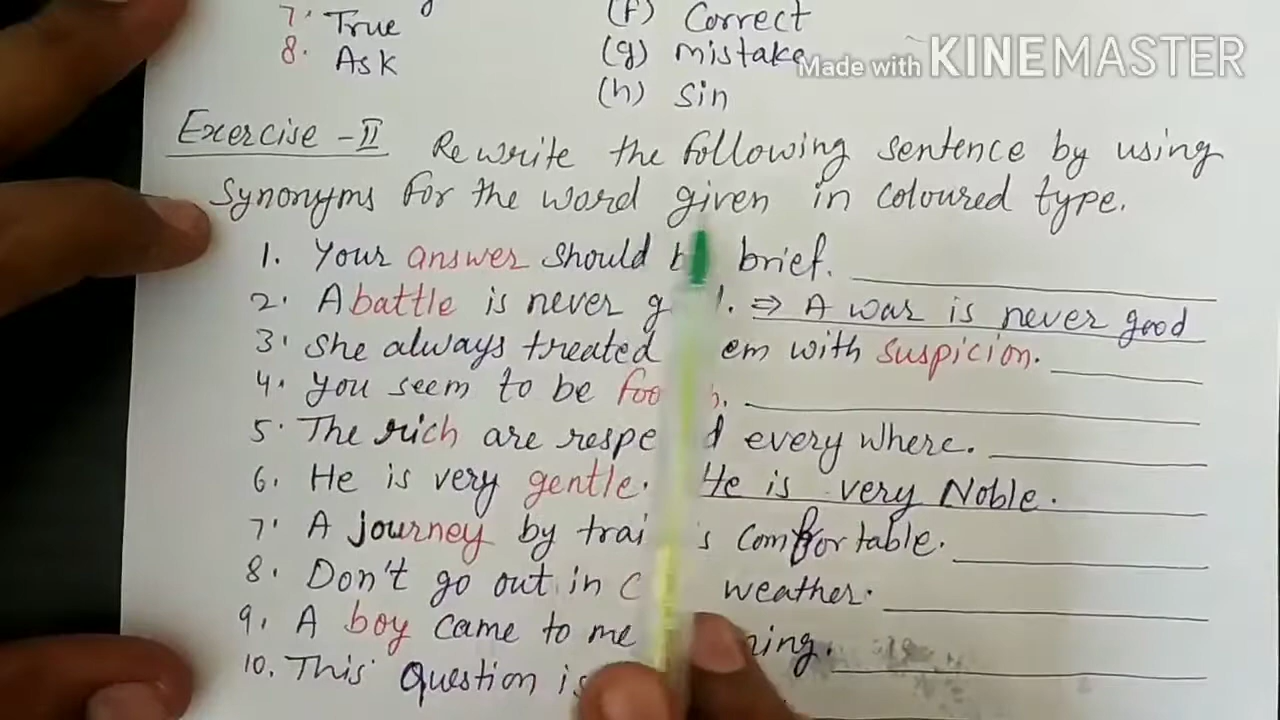 7. True (f) Correct
8. Ask (g) mistake
(h) Sin
Made with KINEMASTER
Exercise -II Rewrite the following sentence by using
Synonyms for the word given in coloured type.
1. Your answer should brief.
2. A battle is never ⇒ A war is never good
3. She always treated with suspicion.
4. You seem to be
5. The rich are every where.
6. He is very gentle. He is very Noble.
7. A journey by comfortable.
8. Don't go out in weather.
9. A boy came to me
10. This Question is